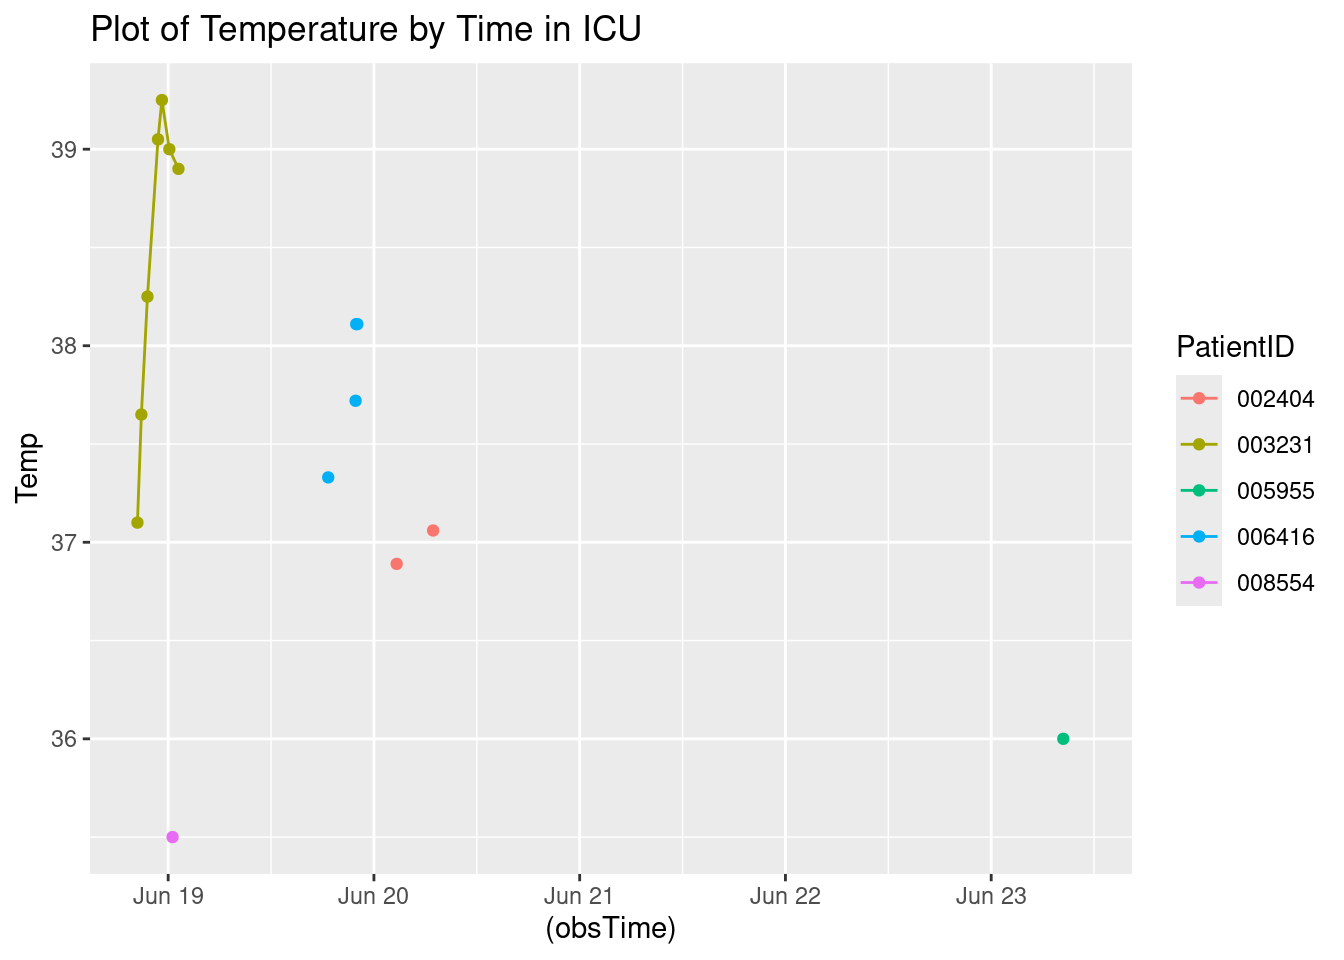 Plot of Temperature by Time in ICU
39
38
37
36
Temp
Jun 19
Jun 20
Jun 21
Jun 22
Jun 23
(obsTime)
PatientID
002404
003231
005955
006416
008554